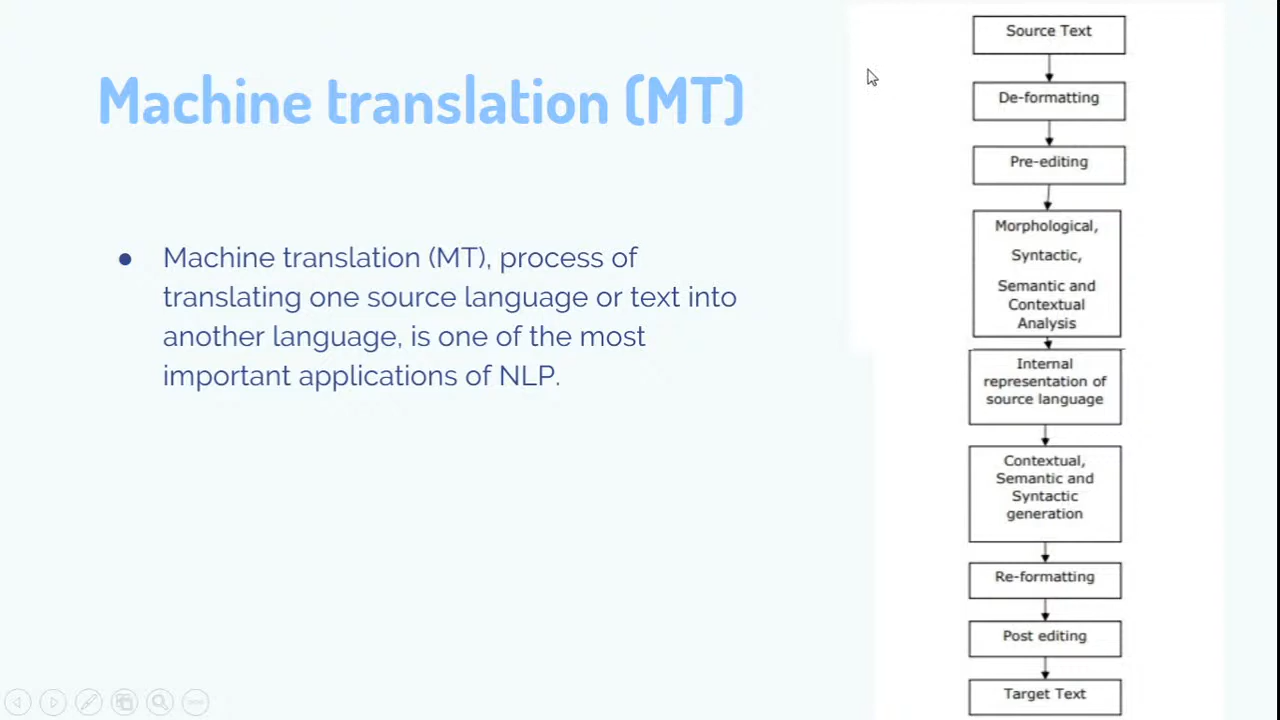 Machine translation (MT)
● Machine translation (MT), process of
translating one source language or text into
another language, is one of the most
important applications of NLP.
Source Text
De-formatting
Pre-editing
Morphological,
Syntactic,
Semantic and
Contextual
Analysis
Internal
representation of
source language
Contextual,
Semantic and
Syntactic
generation
Re-formatting
Post editing
Target Text